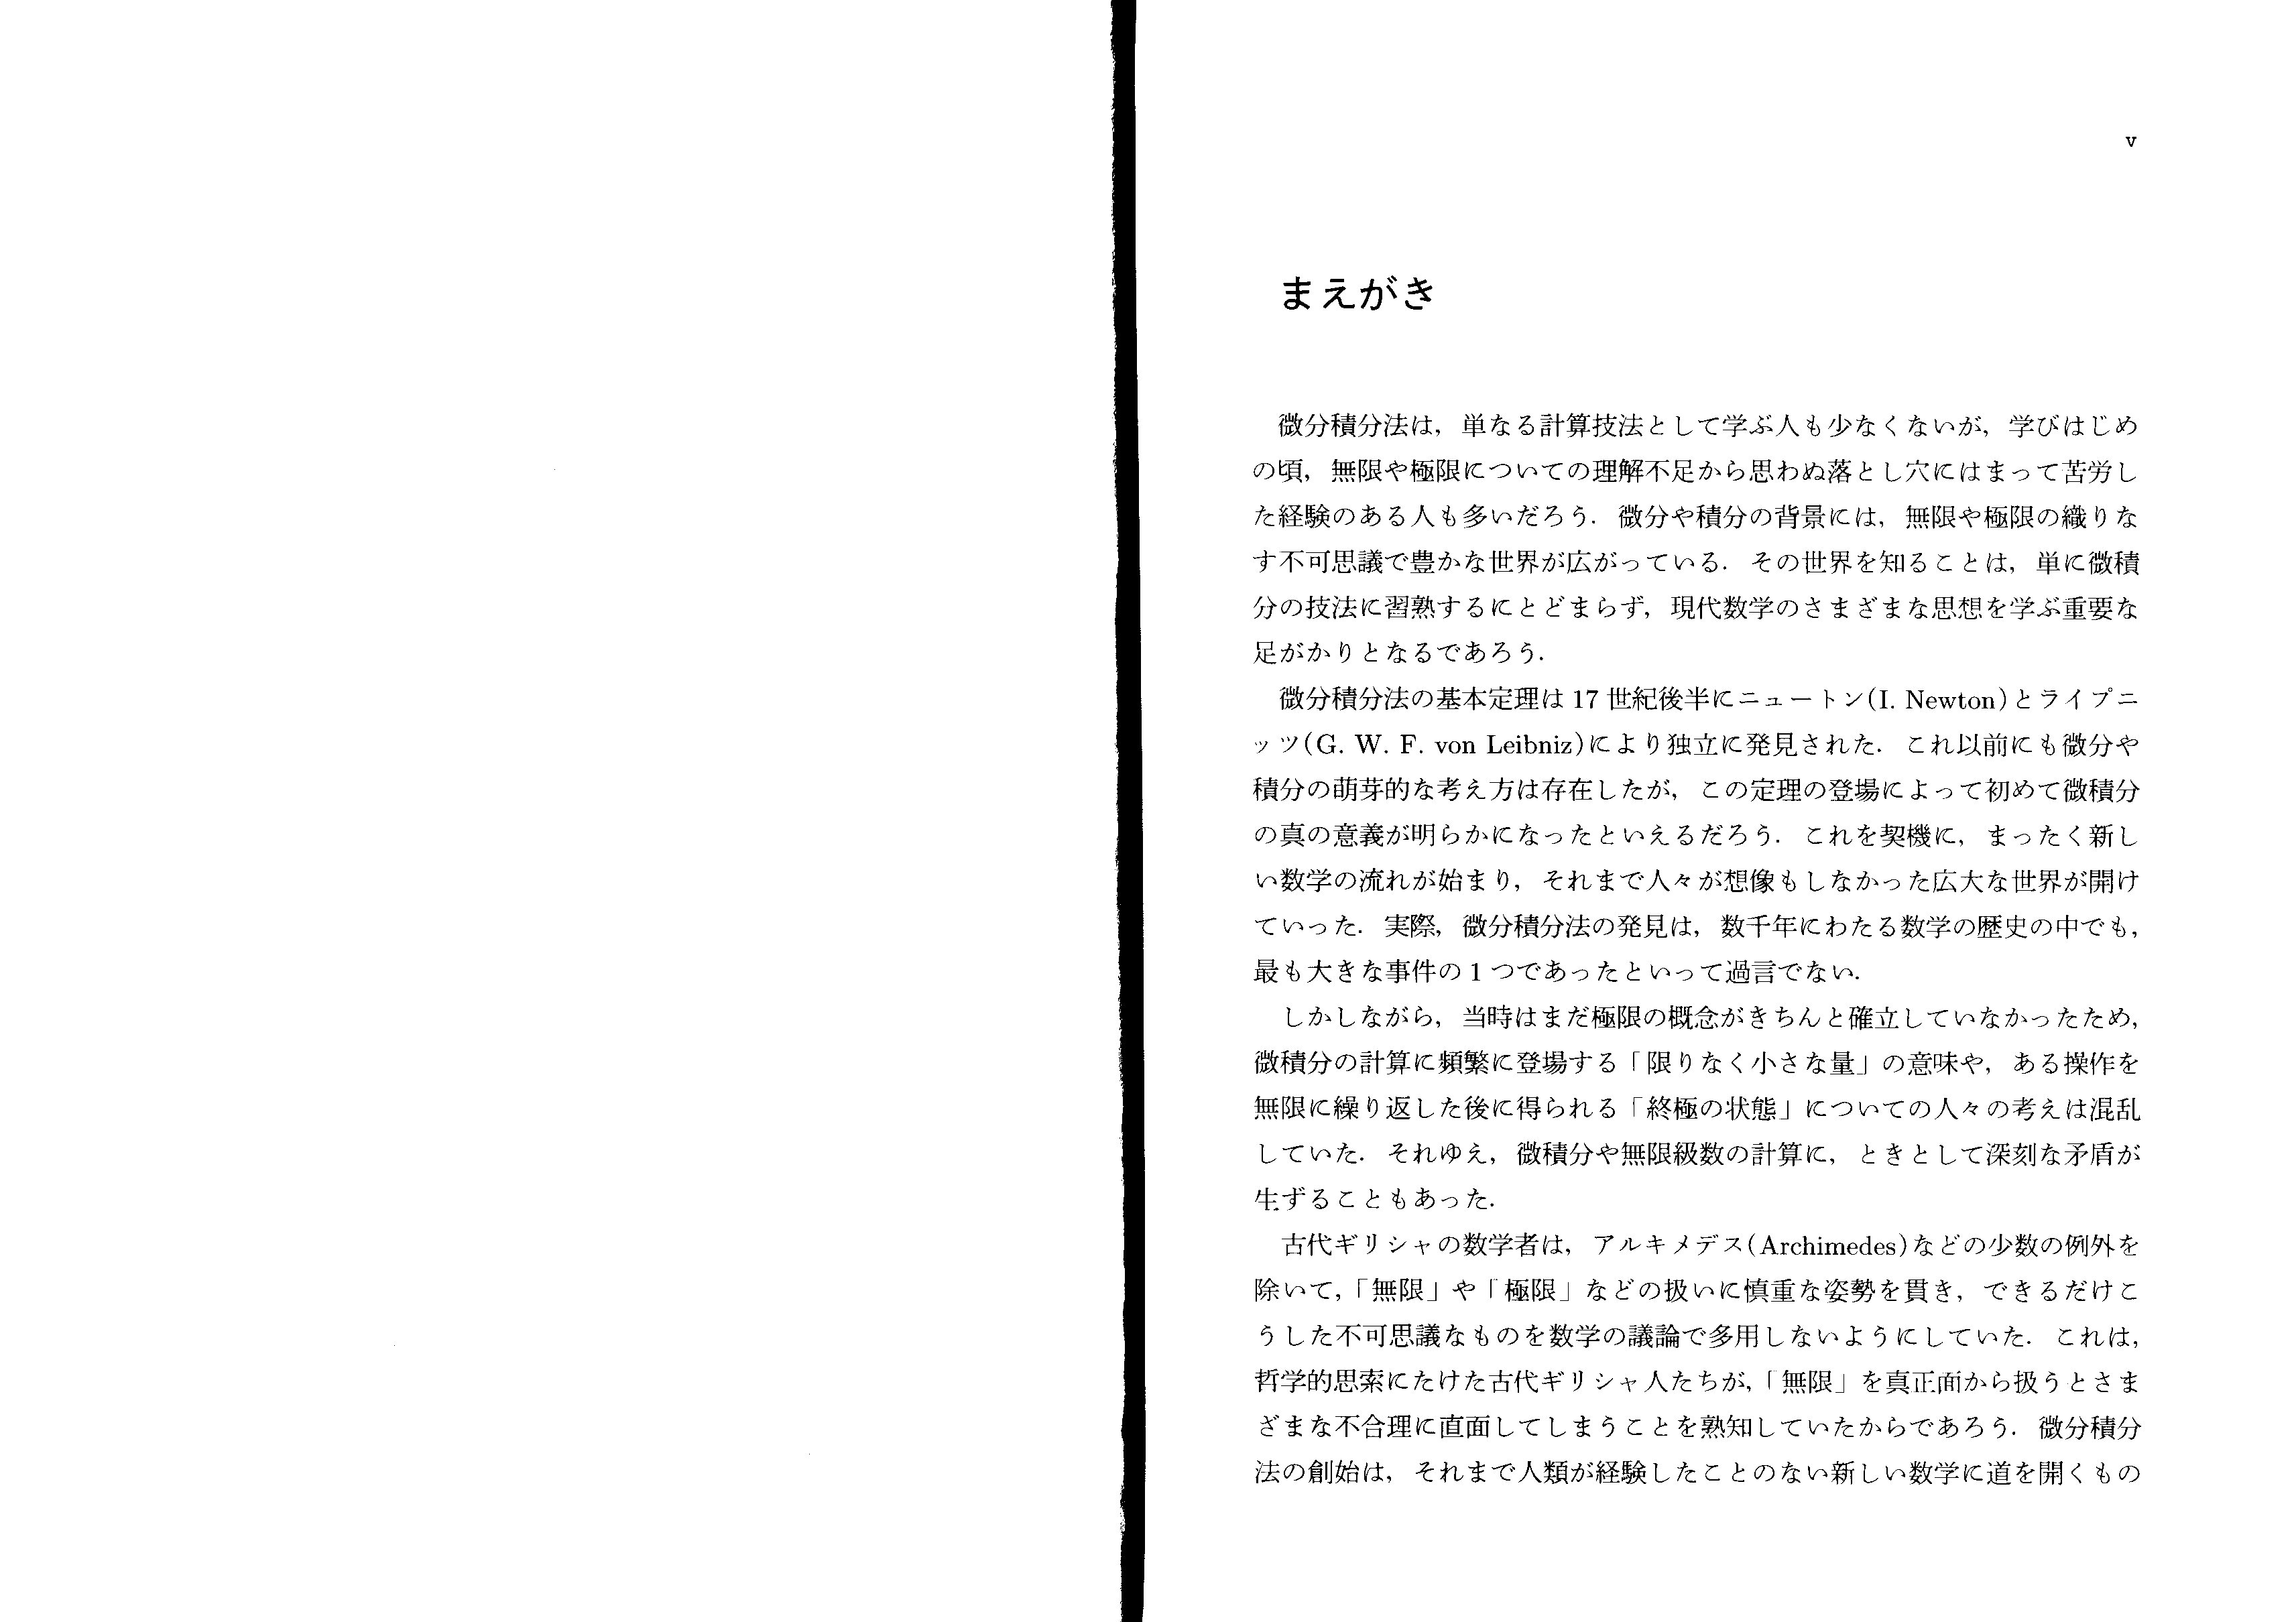 v
まえがき
微分積分法は，単なる計算技法として学ぶ人も少なくないが，学びはじめ
の頃，無限や極限についての理解不足から思わぬ落とし穴にはまって苦労し
た経験のある人も多いだろう．微分や積分の背景には，無限や極限の織りな
す不可思議で豊かな世界が広がっている．その世界を知ることは，単に微積
分の技法に習熟するにとどまらず，現代数学のさまざまな思想を学ぶ重要な
足がかりとなるであろう．
微分積分法の基本定理は 17 世紀後半にニュートン(I. Newton)とライプニ
ッツ(G. W. F. von Leibniz)により独立に発見された．これ以前にも微分や
積分の萌芽的な考え方は存在したが，この定理の登場によって初めて微積分
の真の意義が明らかになったといえるだろう．これを契機に，まったく新し
い数学の流れが始まり，それまで人々が想像もしなかった広大な世界が開け
ていった．実際，微分積分法の発見は，数千年にわたる数学の歴史の中でも，
最も大きな事件の 1 つであったといって過言でない．
しかしながら，当時はまだ極限の概念がきちんと確立していなかったため，
微積分の計算に頻繁に登場する「限りなく小さな量」の意味や，ある操作を
無限に繰り返した後に得られる「終極の状態」についての人々の考えは混乱
していた．それゆえ，微積分や無限級数の計算に，ときとして深刻な矛盾が
生ずることもあった．
古代ギリシャの数学者は，アルキメデス(Archimedes)などの少数の例外を
除いて，「無限」や「極限」などの扱いに慎重な姿勢を貫き，できるだけこ
うした不可思議なものを数学の議論で多用しないようにしていた．これは，
哲学的思索にたけた古代ギリシャ人たちが，「無限」を真正面から扱うとさま
ざまな不合理に直面してしまうことを熟知していたからであろう．微分積分
法の創始は，それまで人類が経験したことのない新しい数学に道を開くもの